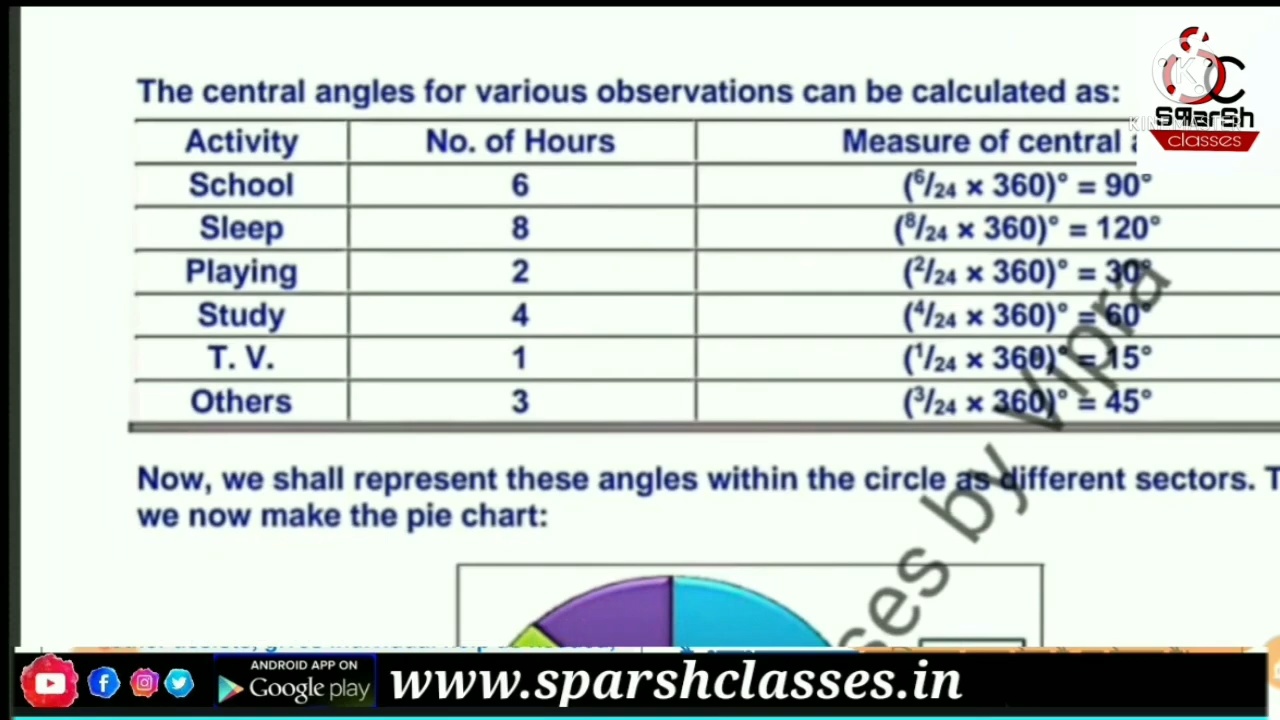 The central angles for various observations can be calculated as:
Activity No. of Hours Measure of central
School 6 (⁶/₂₄ × 360)° = 90°
Sleep 8 (⁸/₂₄ × 360)° = 120°
Playing 2 (²/₂₄ × 360)° = 30°
Study 4 (⁴/₂₄ × 360)° = 60°
T. V. 1 (¹/₂₄ × 360)° = 15°
Others 3 (³/₂₄ × 360)° = 45°
Now, we shall represent these angles within the circle as different sectors. T
we now make the pie chart:
ses by Vipra
SparSh
KINEMASTER
classes
ANDROID APP ON
Google play
www.sparshclasses.in